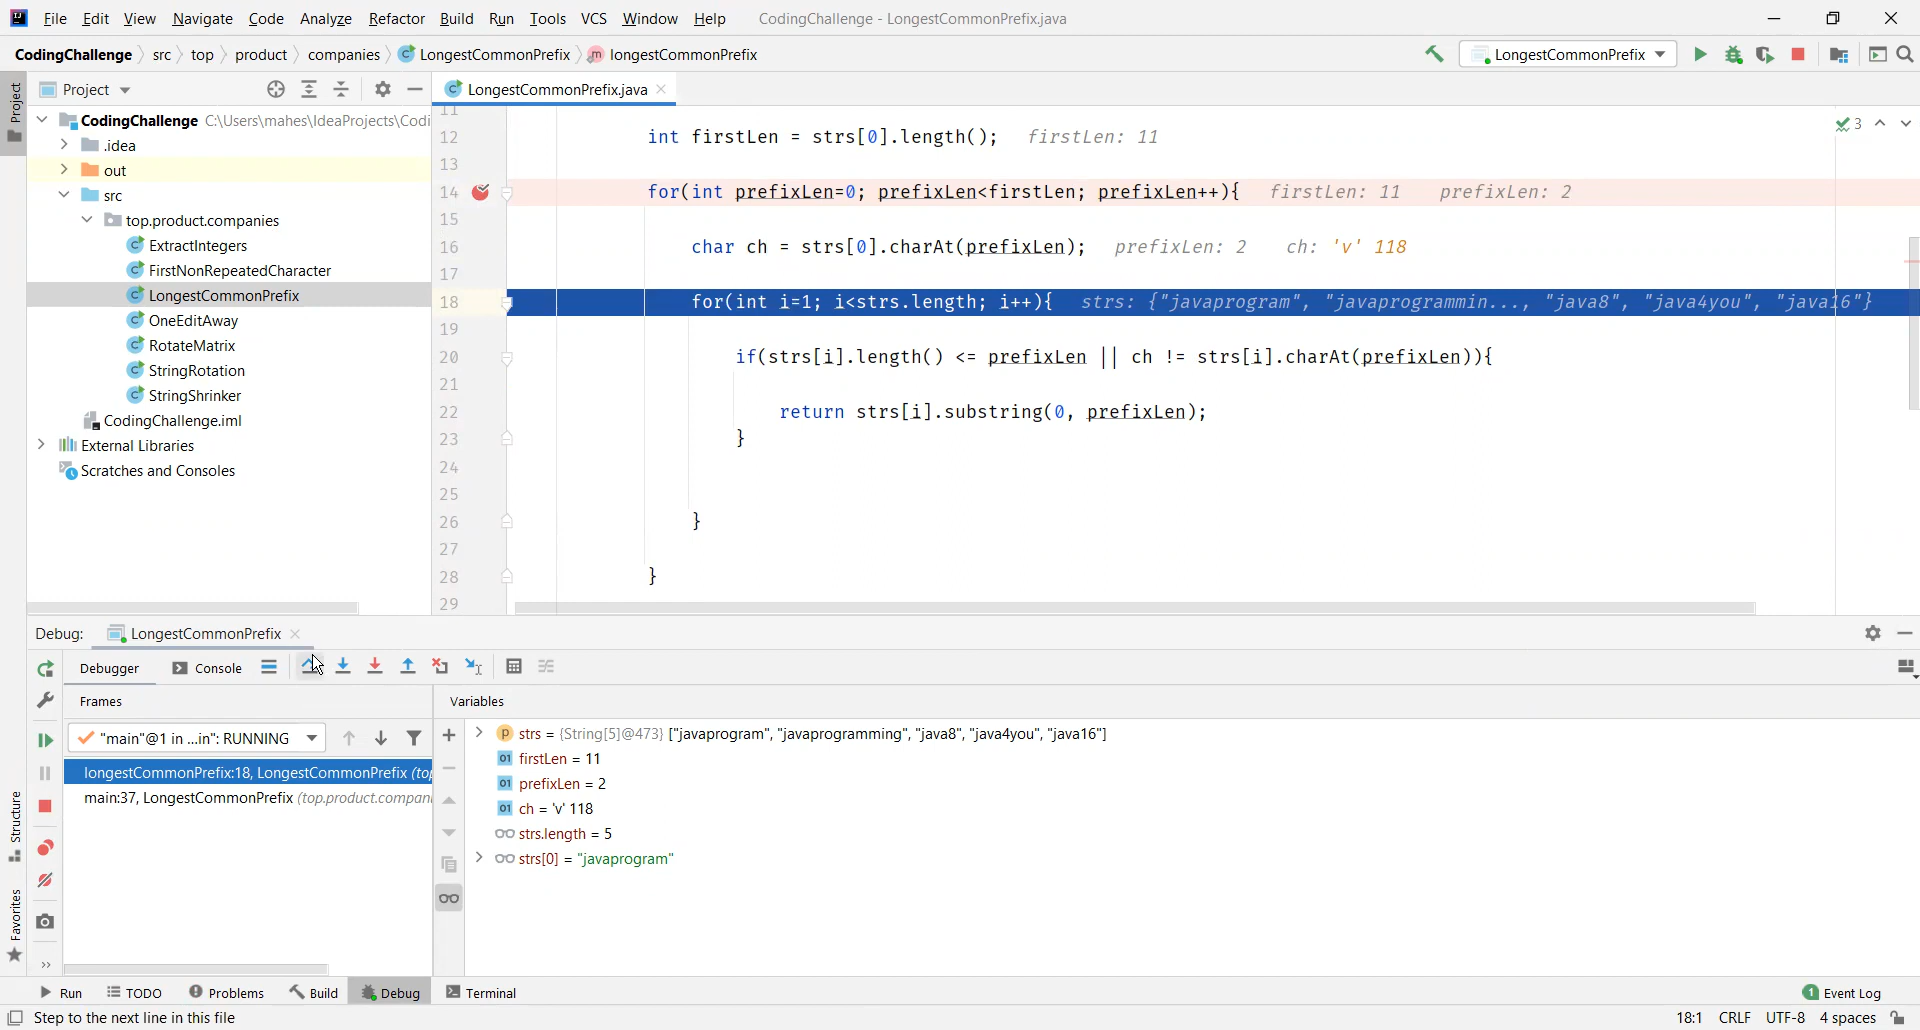 File Edit View Navigate Code Analyze Refactor Build Run Tools VCS Window Help CodingChallenge - LongestCommonPrefix.java
CodingChallenge src top product companies LongestCommonPrefix longestCommonPrefix LongestCommonPrefix
Project LongestCommonPrefix.java
Project
CodingChallenge C:\Users\mahes\IdeaProjects\Codi
.idea
out
src
top.product.companies
ExtractIntegers
FirstNonRepeatedCharacter
LongestCommonPrefix
OneEditAway
RotateMatrix
StringRotation
StringShrinker
CodingChallenge.iml
External Libraries
Scratches and Consoles
11
12 int firstLen = strs[0].length(); firstLen: 11 3
13
14 for(int prefixLen=0; prefixLen<firstLen; prefixLen++){ firstLen: 11 prefixLen: 2
15
16 char ch = strs[0].charAt(prefixLen); prefixLen: 2 ch: 'v' 118
17
18 for(int i=1; i<strs.length; i++){ strs: {"javaprogram", "javaprogrammin..., "java8", "java4you", "java16"}
19
20 if(strs[i].length() <= prefixLen || ch != strs[i].charAt(prefixLen)){
21
22 return strs[i].substring(0, prefixLen);
23 }
24
25
26 }
27
28 }
29
Debug: LongestCommonPrefix
Debugger Console
Frames Variables
"main"@1 in ...in": RUNNING
longestCommonPrefix:18, LongestCommonPrefix (top
main:37, LongestCommonPrefix (top.product.compani
strs = {String[5]@473} ["javaprogram", "javaprogramming", "java8", "java4you", "java16"]
firstLen = 11
prefixLen = 2
ch = 'v' 118
strs.length = 5
strs[0] = "javaprogram"
Structure
Favorites
Run TODO Problems Build Debug Terminal 1 Event Log
Step to the next line in this file 18:1 CRLF UTF-8 4 spaces